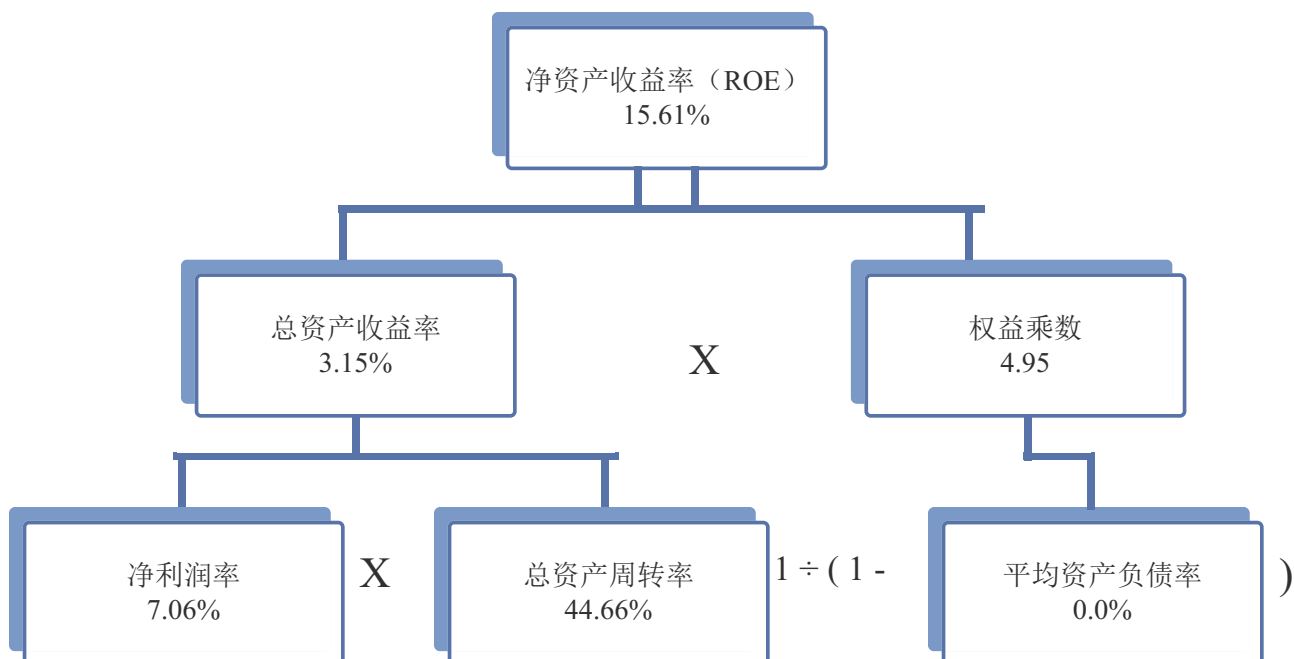 净资产收益率（ROE）
15.61%
总资产收益率
3.15%
X
权益乘数
4.95
净利润率
7.06%
X
总资产周转率
44.66%
1 ÷ ( 1 -
平均资产负债率
0.0%
)